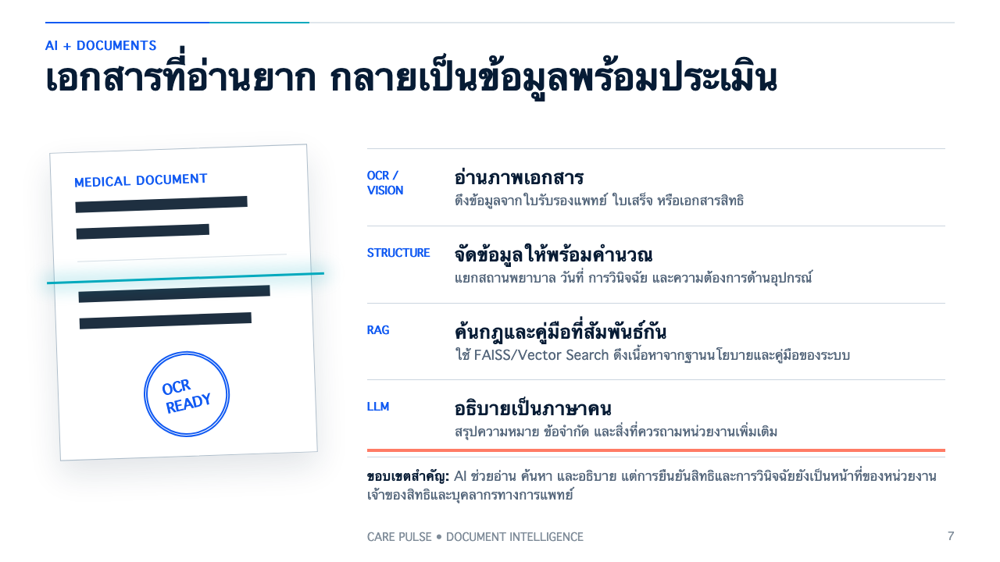 AI + DOCUMENTS
เอกสารที่อ่านยาก กลายเป็นข้อมูลพร้อมประเมิน
MEDICAL DOCUMENT
OCR
READY
OCR /
VISION
อ่านภาพเอกสาร
ดึงข้อมูลจากใบรับรองแพทย์ ใบเสร็จ หรือเอกสารสิทธิ
STRUCTURE
จัดข้อมูลให้พร้อมคำนวณ
แยกสถานพยาบาล วันที่ การวินิจฉัย และความต้องการด้านอุปกรณ์
RAG
ค้นกฎและคู่มือที่สัมพันธ์กัน
ใช้ FAISS/Vector Search ดึงเนื้อหาจากฐานนโยบายและคู่มือของระบบ
LLM
อธิบายเป็นภาษาคน
สรุปความหมาย ข้อจำกัด และสิ่งที่ควรถามหน่วยงานเพิ่มเติม
ขอบเขตสำคัญ: AI ช่วยอ่าน ค้นหา และอธิบาย แต่การยืนยันสิทธิและการวินิจฉัยยังเป็นหน้าที่ของหน่วยงาน
เจ้าของสิทธิและบุคลากรทางการแพทย์
CARE PULSE • DOCUMENT INTELLIGENCE
7